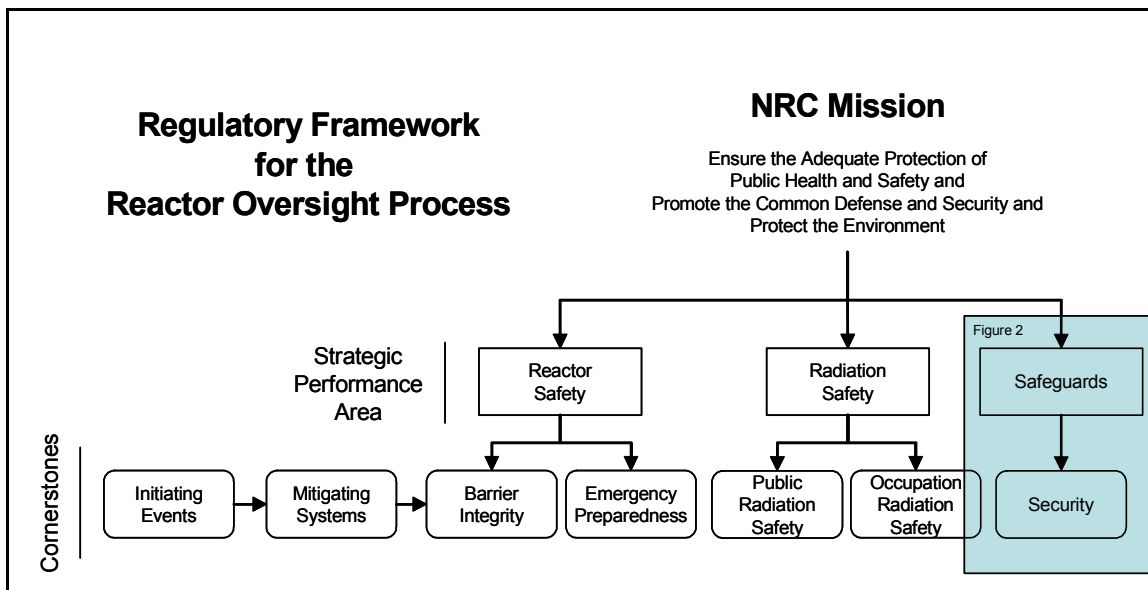 Regulatory Framework
for the
Reactor Oversight Process
NRC Mission
Ensure the Adequate Protection of
Public Health and Safety and
Promote the Common Defense and Security and
Protect the Environment
Figure 2
Strategic
Performance
Area
Reactor
Safety
Radiation
Safety
Safeguards
Cornerstones
Initiating
Events
Mitigating
Systems
Barrier
Integrity
Emergency
Preparedness
Public
Radiation
Safety
Occupation
Radiation
Safety
Security